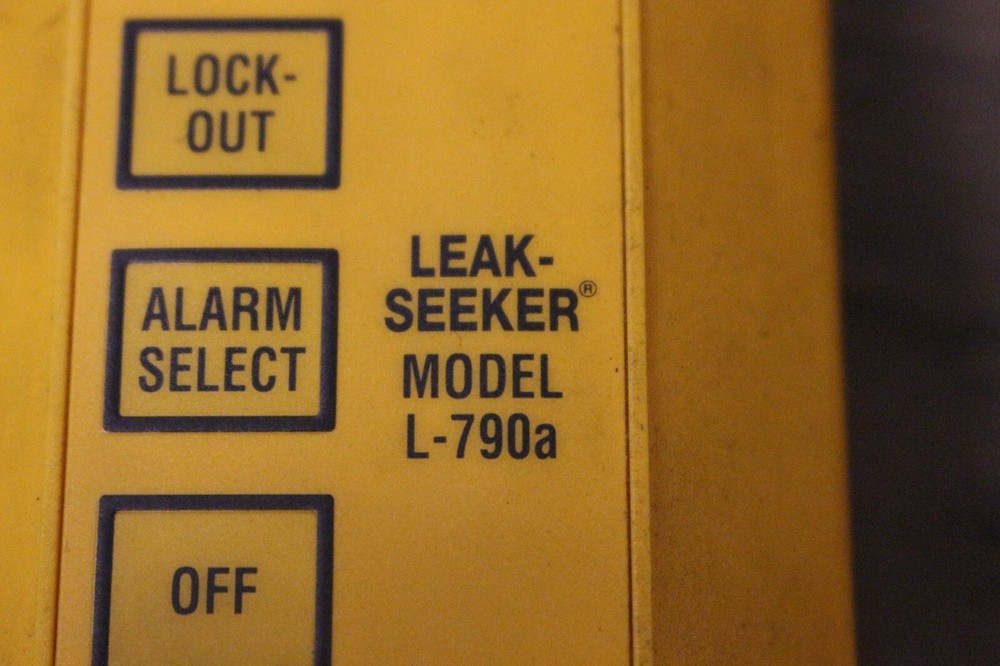 LOCK-
OUT
ALARM
SELECT
OFF
LEAK-
SEEKER®
MODEL
L-790a